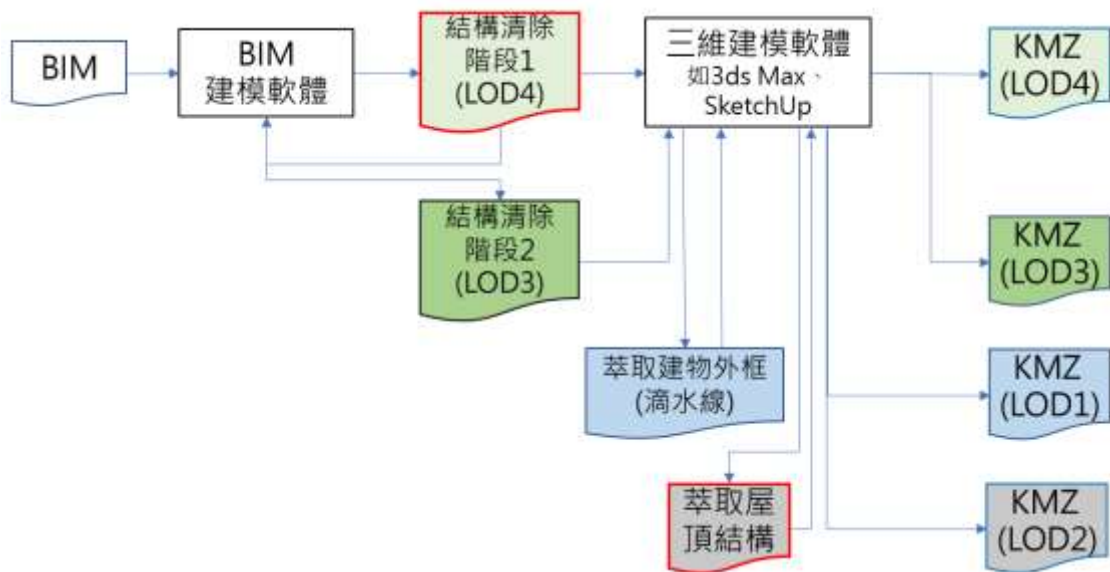 BIM
BIM
建模軟體
結構清除
階段1
(LOD4)
三維建模軟體
如3ds Max、
SketchUp
KMZ
(LOD4)
結構清除
階段2
(LOD3)
KMZ
(LOD3)
萃取建物外框
(滴水線)
KMZ
(LOD1)
萃取屋
頂結構
KMZ
(LOD2)